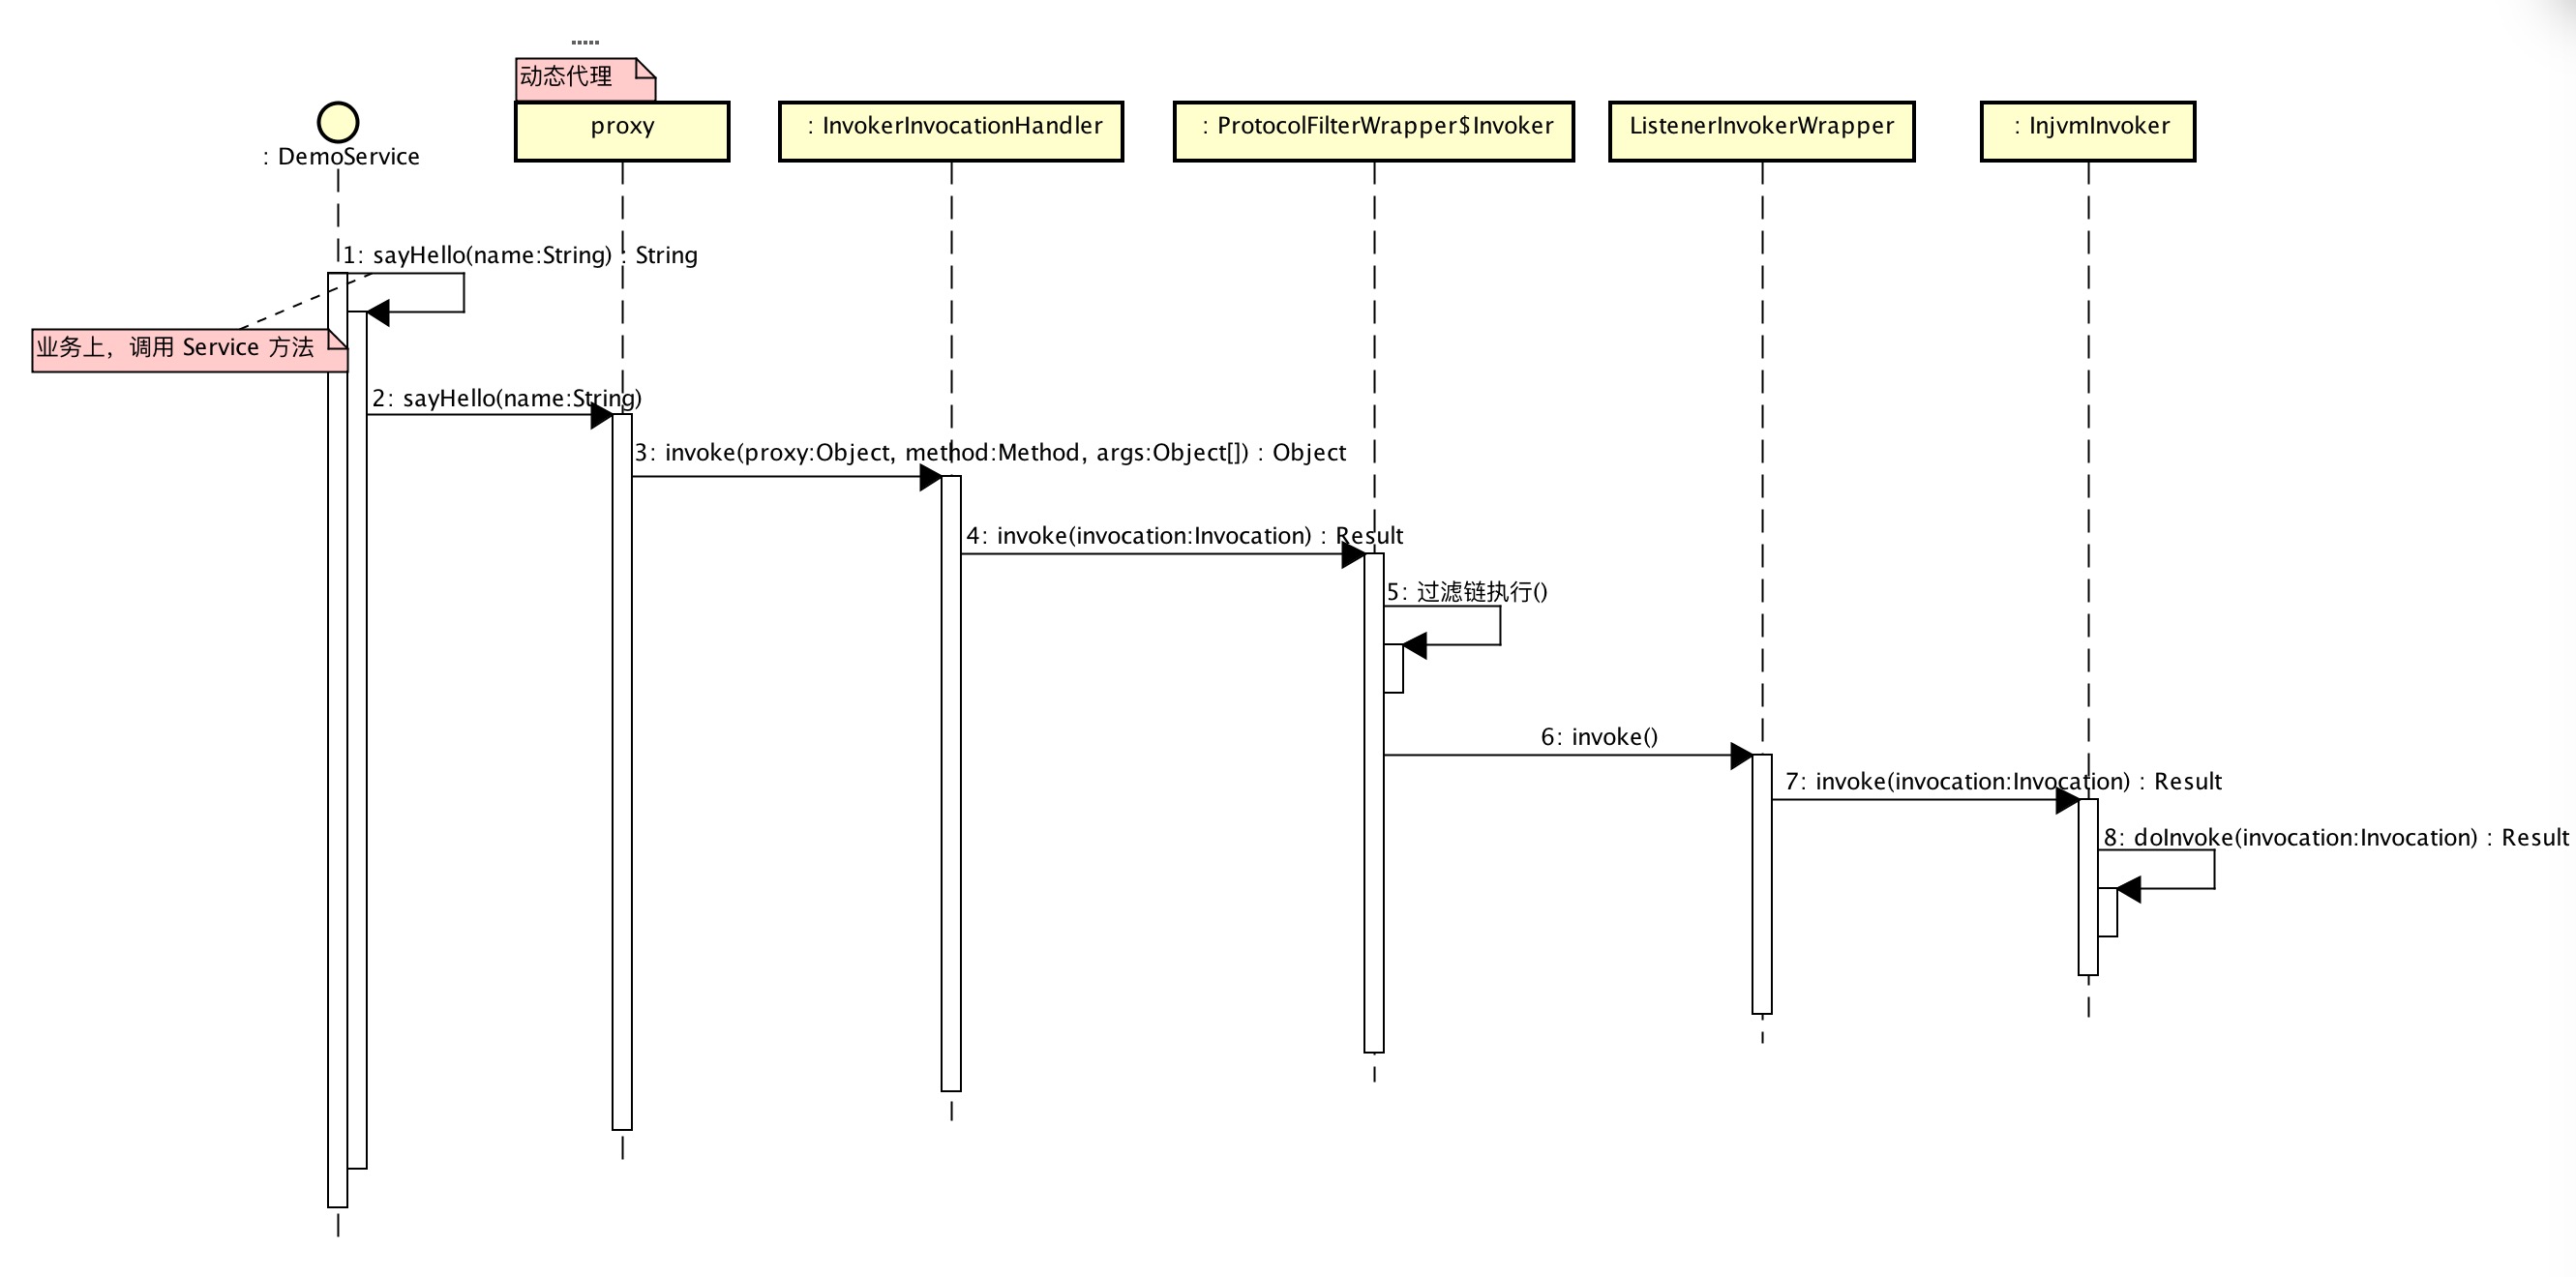 动态代理
proxy
: InvokerInvocationHandler
: ProtocolFilterWrapper$Invoker
ListenerInvokerWrapper
: InjvmInvoker
: DemoService
1: sayHello(name:String) : String
业务上，调用 Service 方法
2: sayHello(name:String)
3: invoke(proxy:Object, method:Method, args:Object[]) : Object
4: invoke(invocation:Invocation) : Result
5: 过滤链执行()
6: invoke()
7: invoke(invocation:Invocation) : Result
8: doInvoke(invocation:Invocation) : Result